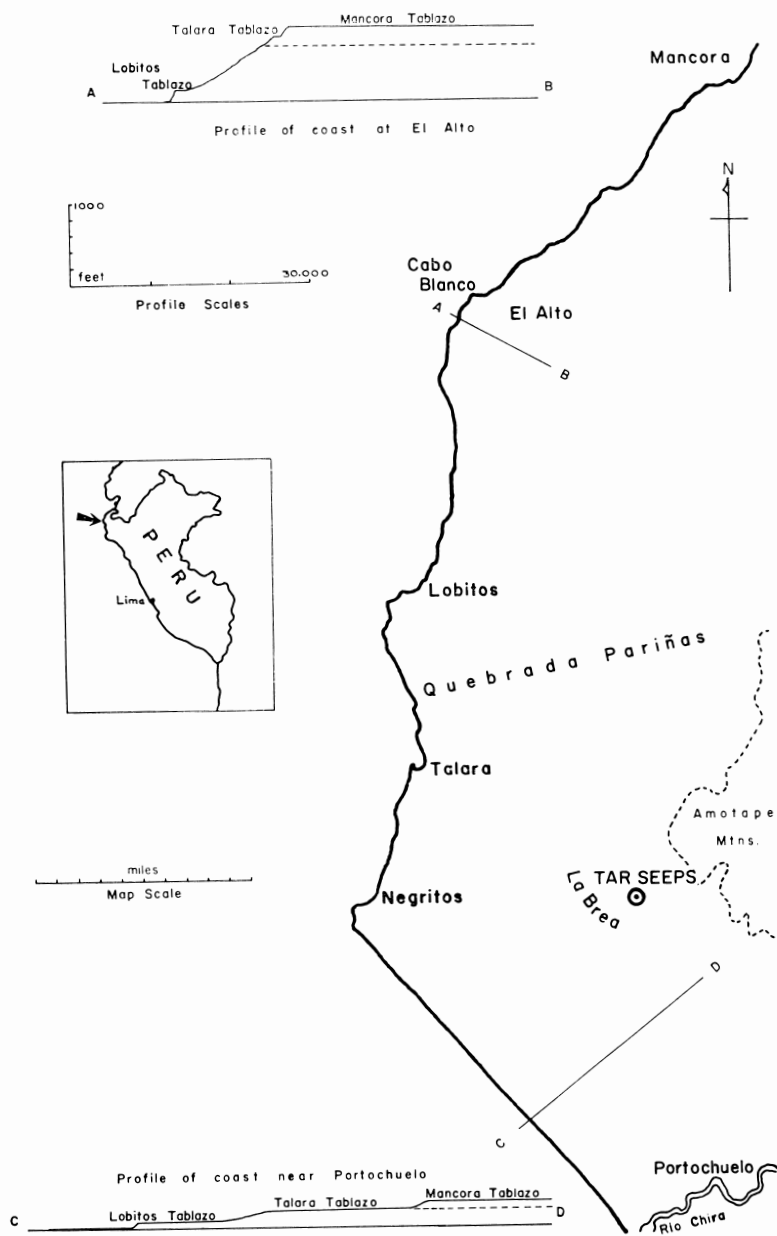 Mancora Tablazo
Talara Tablazo
Lobitos
Tablazo
A
B
Profile of coast at El Alto
Mancora
N
1000
feet
30,000
Profile Scales
Cabo
Blanco
A
El Alto
B
PERU
Lima
Lobitos
Quebrada Pariñas
Talara
Amotape
Mtns.
miles
Map Scale
TAR SEEPS
La Brea
Negritos
D
C
Portochuelo
Río Chira
Profile of coast near Portochuelo
Mancora Tablazo
Talara Tablazo
Lobitos Tablazo
C
D